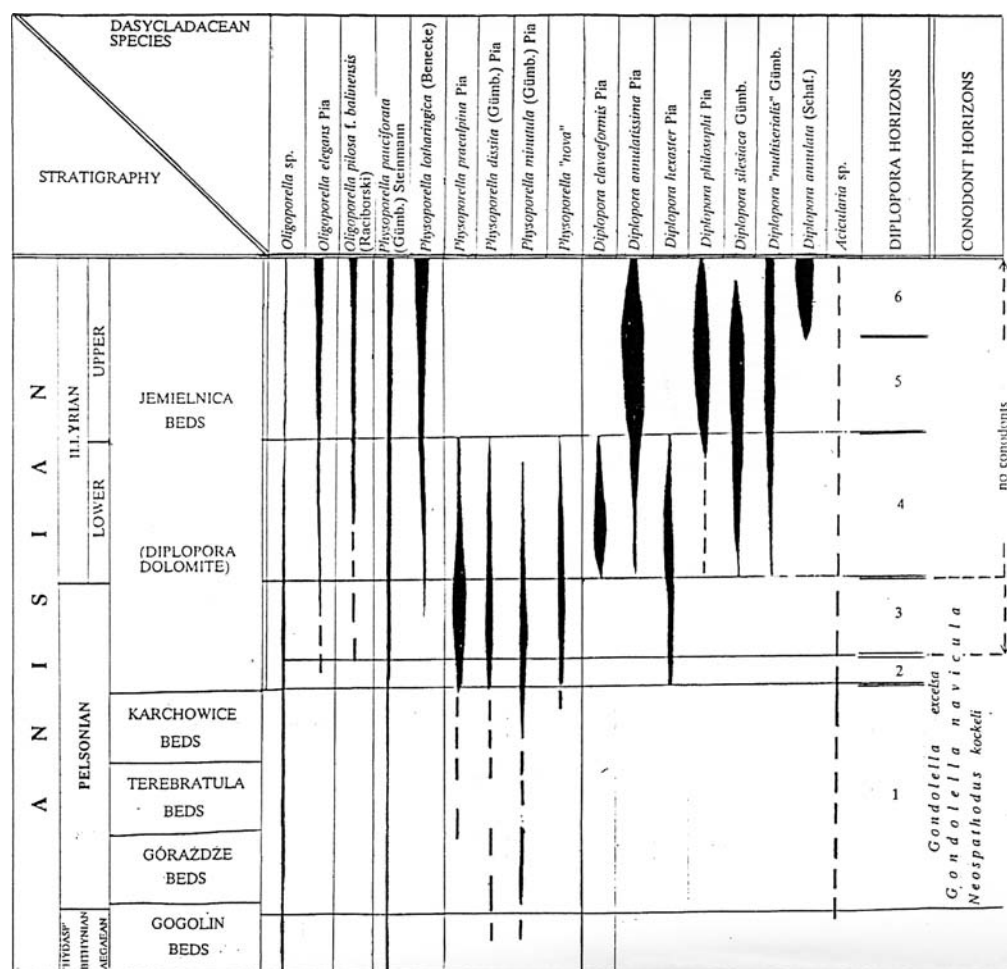 DASYCLADACEAN
SPECIES
STRATIGRAPHY
Oligoporella sp.
Oligoporella elegans Pia
Oligoporella pilosa f. balinensis
(Raciborski)
Physoporella pauciforata
(Gümb.) Steinmann
Physoporella lotharingica (Benecke)
Physoporella praealpina Pia
Physoporella dissita (Gümb.) Pia
Physoporella minutula (Gümb.) Pia
Physoporella "nova"
Diplopora clavaeformis Pia
Diplopora annulatissima Pia
Diplopora hexaster Pia
Diplopora philosophi Pia
Diplopora silesiaca Gümb.
Diplopora "multiserialis" Gümb.
Diplopora annulata (Schaf.)
Acicularia sp.
DIPLOPORA HORIZONS
CONODONT HORIZONS
ANISIAN
ILLYRIAN
UPPER
LOWER
PELSONIAN
BITHYNIAN
AEGAEAN
JEMIELNICA
BEDS
(DIPLOPORA
DOLOMITE)
KARCHOWICE
BEDS
TEREBRATULA
BEDS
GÓRAŻDŻE
BEDS
GOGOLIN
BEDS
6
5
4
3
2
1
no conodonts
Gondolella excelsa
Gondolella navicula
Neospathodus kockeli